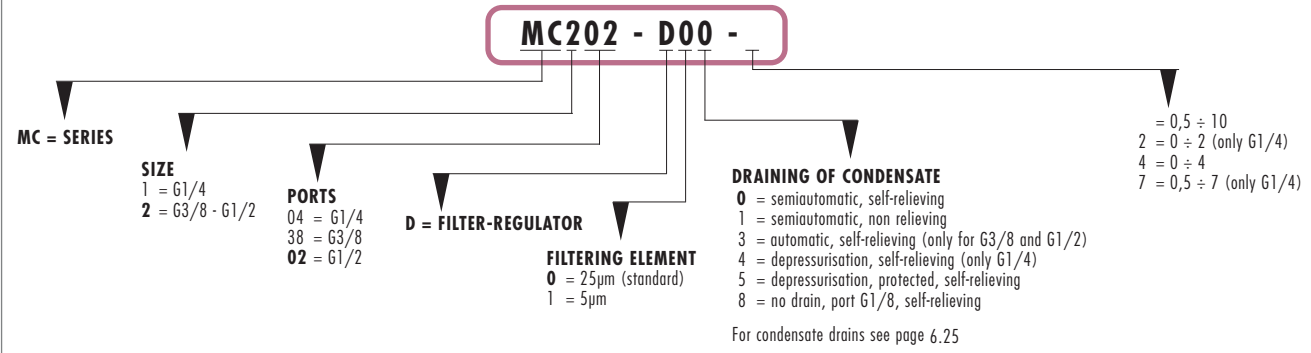 MC202 - D00 -
MC = SERIES
SIZE
1 = G1/4
2 = G3/8 - G1/2
PORTS
04 = G1/4
38 = G3/8
02 = G1/2
D = FILTER-REGULATOR
FILTERING ELEMENT
0 = 25µm (standard)
1 = 5µm
DRAINING OF CONDENSATE
0 = semiautomatic, self-relieving
1 = semiautomatic, non relieving
3 = automatic, self-relieving (only for G3/8 and G1/2)
4 = depressurisation, self-relieving (only G1/4)
5 = depressurisation, protected, self-relieving
8 = no drain, port G1/8, self-relieving
For condensate drains see page 6.25
= 0,5 ÷ 10
2 = 0 ÷ 2 (only G1/4)
4 = 0 ÷ 4
7 = 0,5 ÷ 7 (only G1/4)